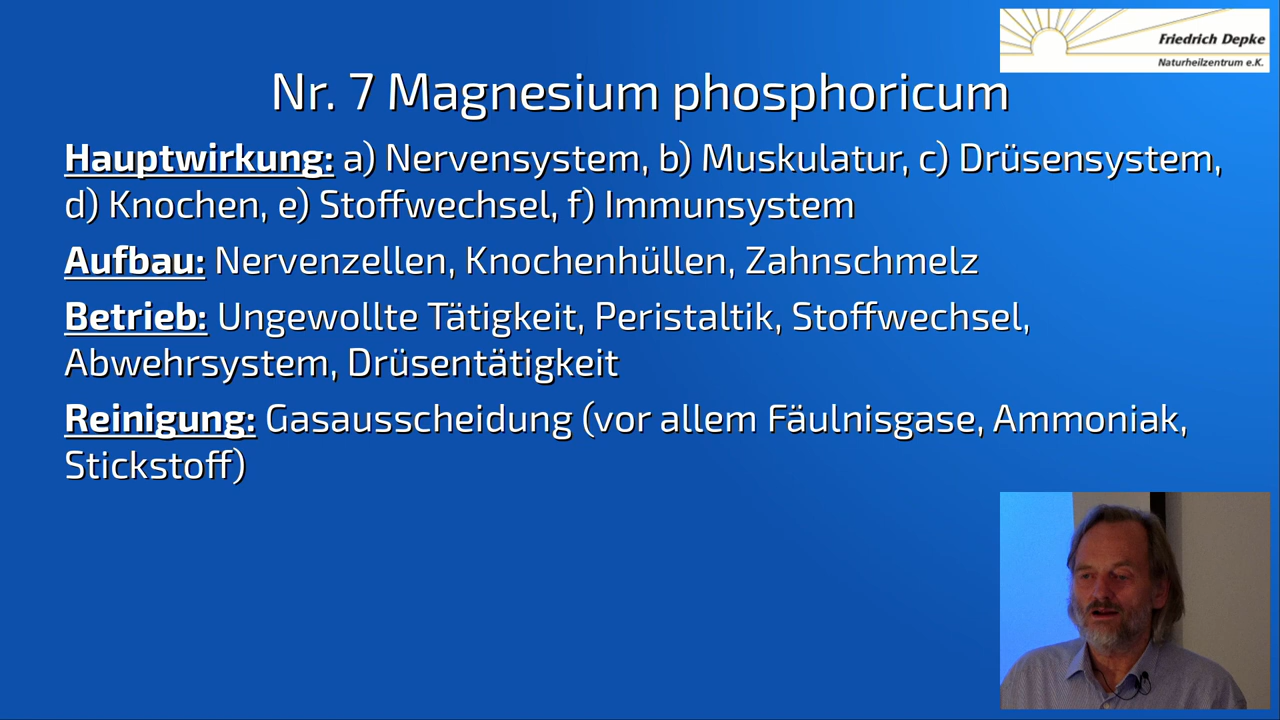 Friedrich Depke
Naturheilzentrum e.K.
Nr. 7 Magnesium phosphoricum
Hauptwirkung: a) Nervensystem, b) Muskulatur, c) Drüsensystem,
d) Knochen, e) Stoffwechsel, f) Immunsystem
Aufbau: Nervenzellen, Knochenhüllen, Zahnschmelz
Betrieb: Ungewollte Tätigkeit, Peristaltik, Stoffwechsel,
Abwehrsystem, Drüsentätigkeit
Reinigung: Gasausscheidung (vor allem Fäulnisgase, Ammoniak,
Stickstoff)